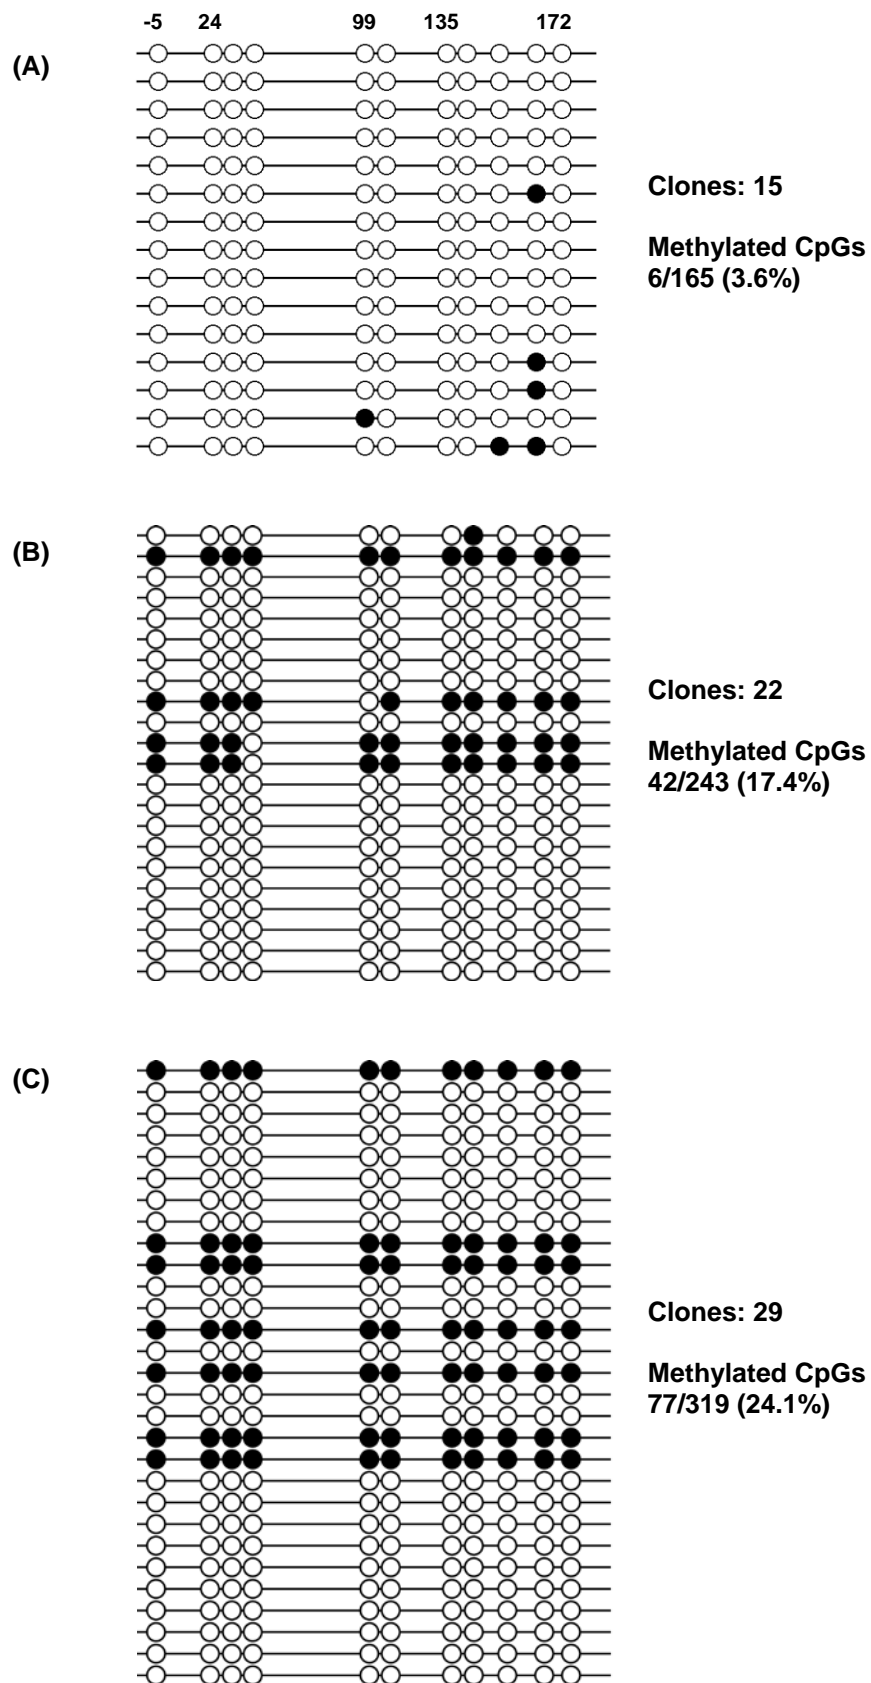 -5 24 99 135 172
(A)
Clones: 15
Methylated CpGs
6/165 (3.6%)
(B)
Clones: 22
Methylated CpGs
42/243 (17.4%)
(C)
Clones: 29
Methylated CpGs
77/319 (24.1%)